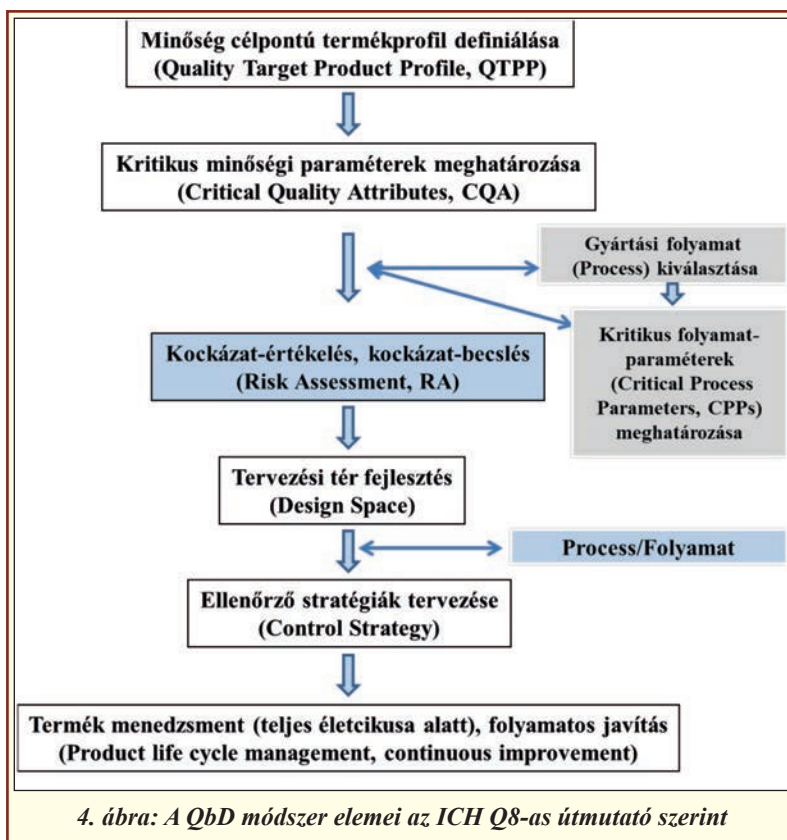 Minőség célpontú termékprofil definiálása
(Quality Target Product Profile, QTPP)
Kritikus minőségi paraméterek meghatározása
(Critical Quality Attributes, CQA)
Gyártási folyamat
(Process) kiválasztása
Kritikus folyamat-
paraméterek
(Critical Process
Parameters, CPPs)
meghatározása
Kockázat-értékelés, kockázat-becslés
(Risk Assessment, RA)
Tervezési tér fejlesztés
(Design Space)
Process/Folyamat
Ellenőrző stratégiák tervezése
(Control Strategy)
Termék menedzsment (teljes életcikusa alatt), folyamatos javítás
(Product life cycle management, continuous improvement)
4. ábra: A QbD módszer elemei az ICH Q8-as útmutató szerint